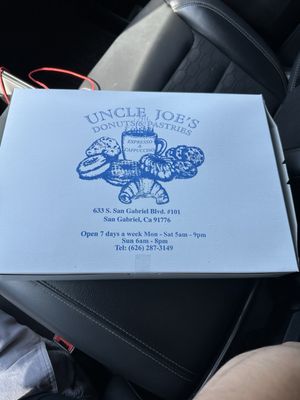 UNCLE JOE'S
DONUTS & PASTRIES
ESPRESSO
CAPPUCCINO
633 S. San Gabriel Blvd. #101
San Gabriel, Ca 91776
Open 7 days a week Mon - Sat 5am - 9pm
Sun 6am - 8pm
Tel: (626) 287-3149